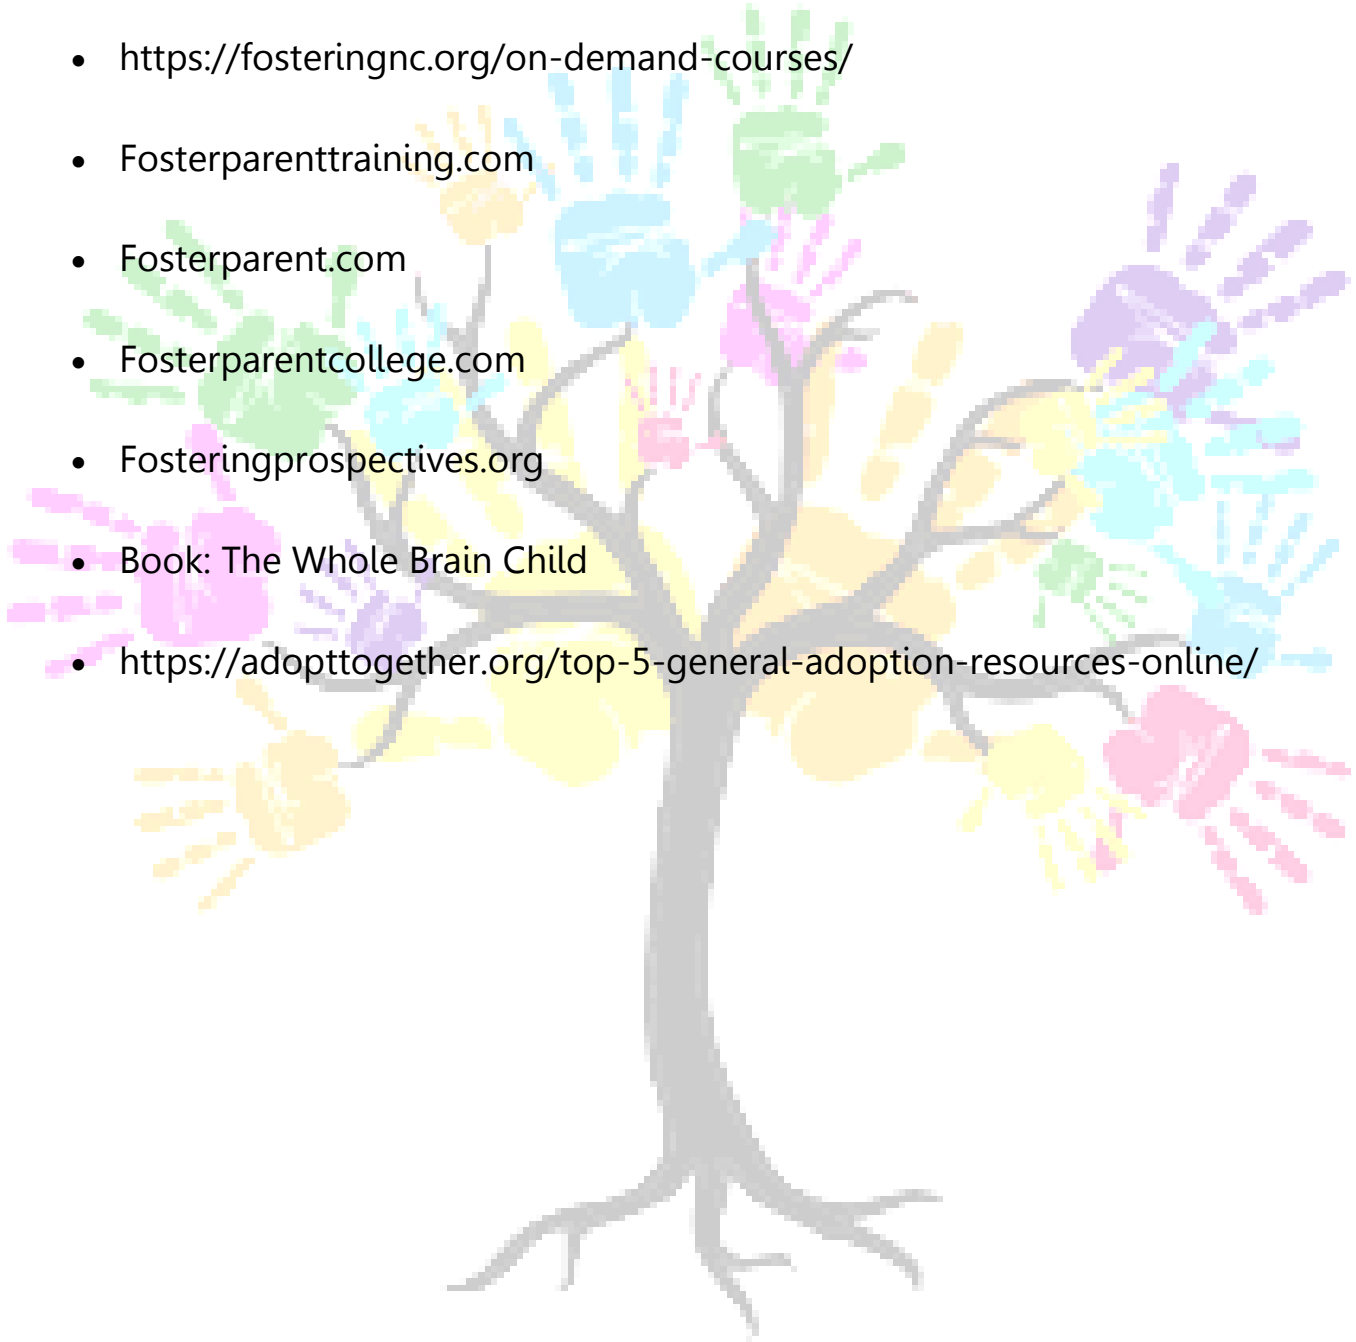 • https://fosteringnc.org/on-demand-courses/
• Fosterparenttraining.com
• Fosterparent.com
• Fosterparentcollege.com
• Fosteringprospectives.org
• Book: The Whole Brain Child
• https://adopttogether.org/top-5-general-adoption-resources-online/